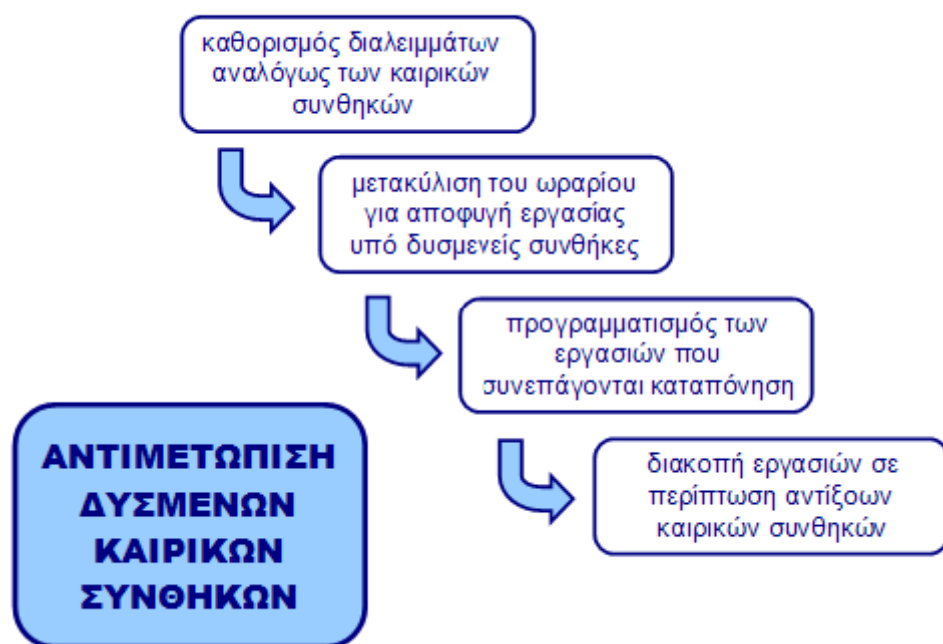 καθορισμός διαλειμμάτων
αναλόγως των καιρικών
συνθηκών
μετακύλιση του ωραρίου
για αποφυγή εργασίας
υπό δυσμενείς συνθήκες
προγραμματισμός των
εργασιών που
συνεπάγονται καταπόνηση
διακοπή εργασιών σε
περίπτωση αντίξοων
καιρικών συνθηκών
ΑΝΤΙΜΕΤΩΠΙΣΗ
ΔΥΣΜΕΝΩΝ
ΚΑΙΡΙΚΩΝ
ΣΥΝΘΗΚΩΝ